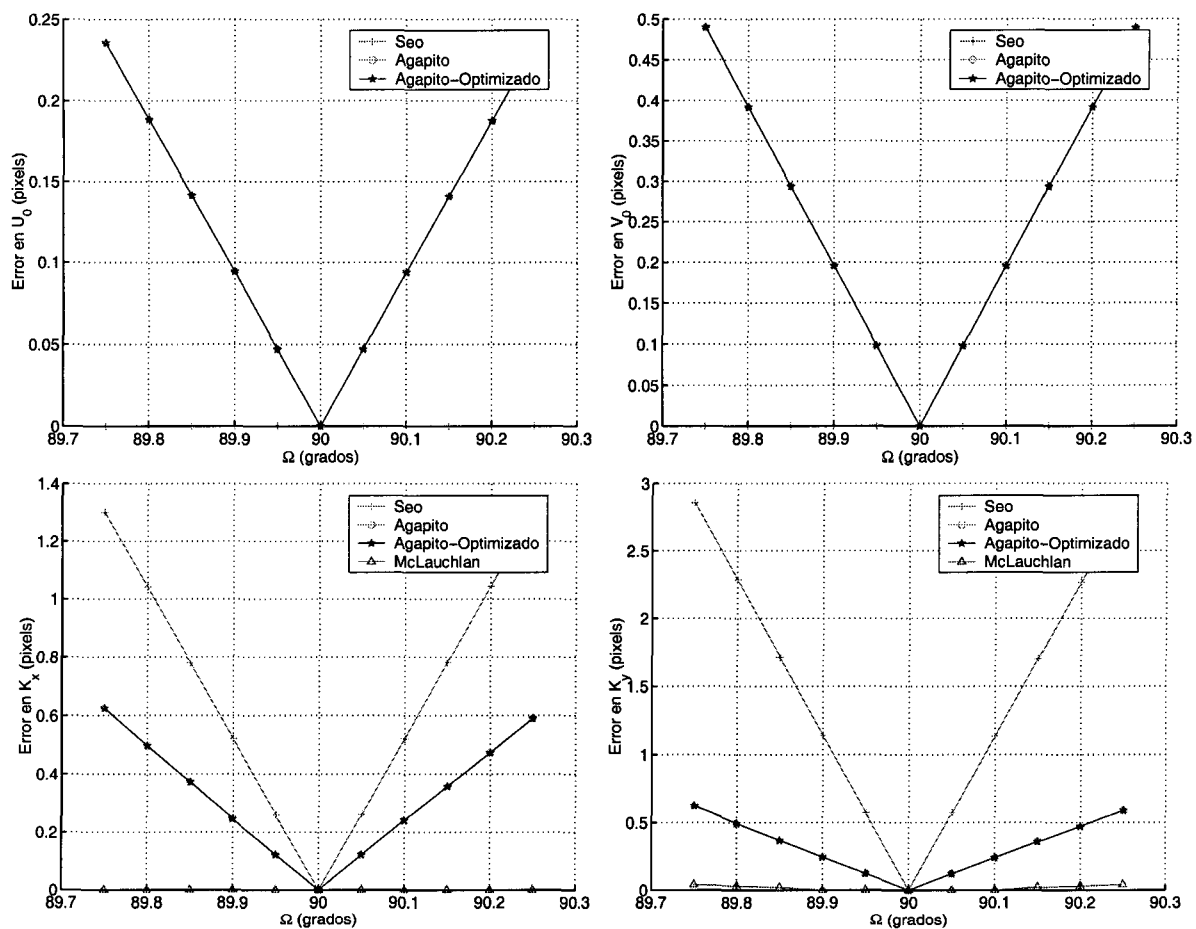 0.25
0.2
0.15
0.1
0.05
0
Error en U0 (pixels)
Seo
Agapito
Agapito-Optimizado
89.7 89.8 89.9 90 90.1 90.2 90.3
Ω (grados)
0.5
0.45
0.4
0.35
0.3
0.25
0.2
0.15
0.1
0.05
0
Error en V0 (pixels)
Seo
Agapito
Agapito-Optimizado
89.7 89.8 89.9 90 90.1 90.2 90.3
Ω (grados)
1.4
1.2
1
0.8
0.6
0.4
0.2
0
Error en Kx (pixels)
Seo
Agapito
Agapito-Optimizado
McLauchlan
89.7 89.8 89.9 90 90.1 90.2 90.3
Ω (grados)
3
2.5
2
1.5
1
0.5
0
Error en Ky (pixels)
Seo
Agapito
Agapito-Optimizado
McLauchlan
89.7 89.8 89.9 90 90.1 90.2 90.3
Ω (grados)